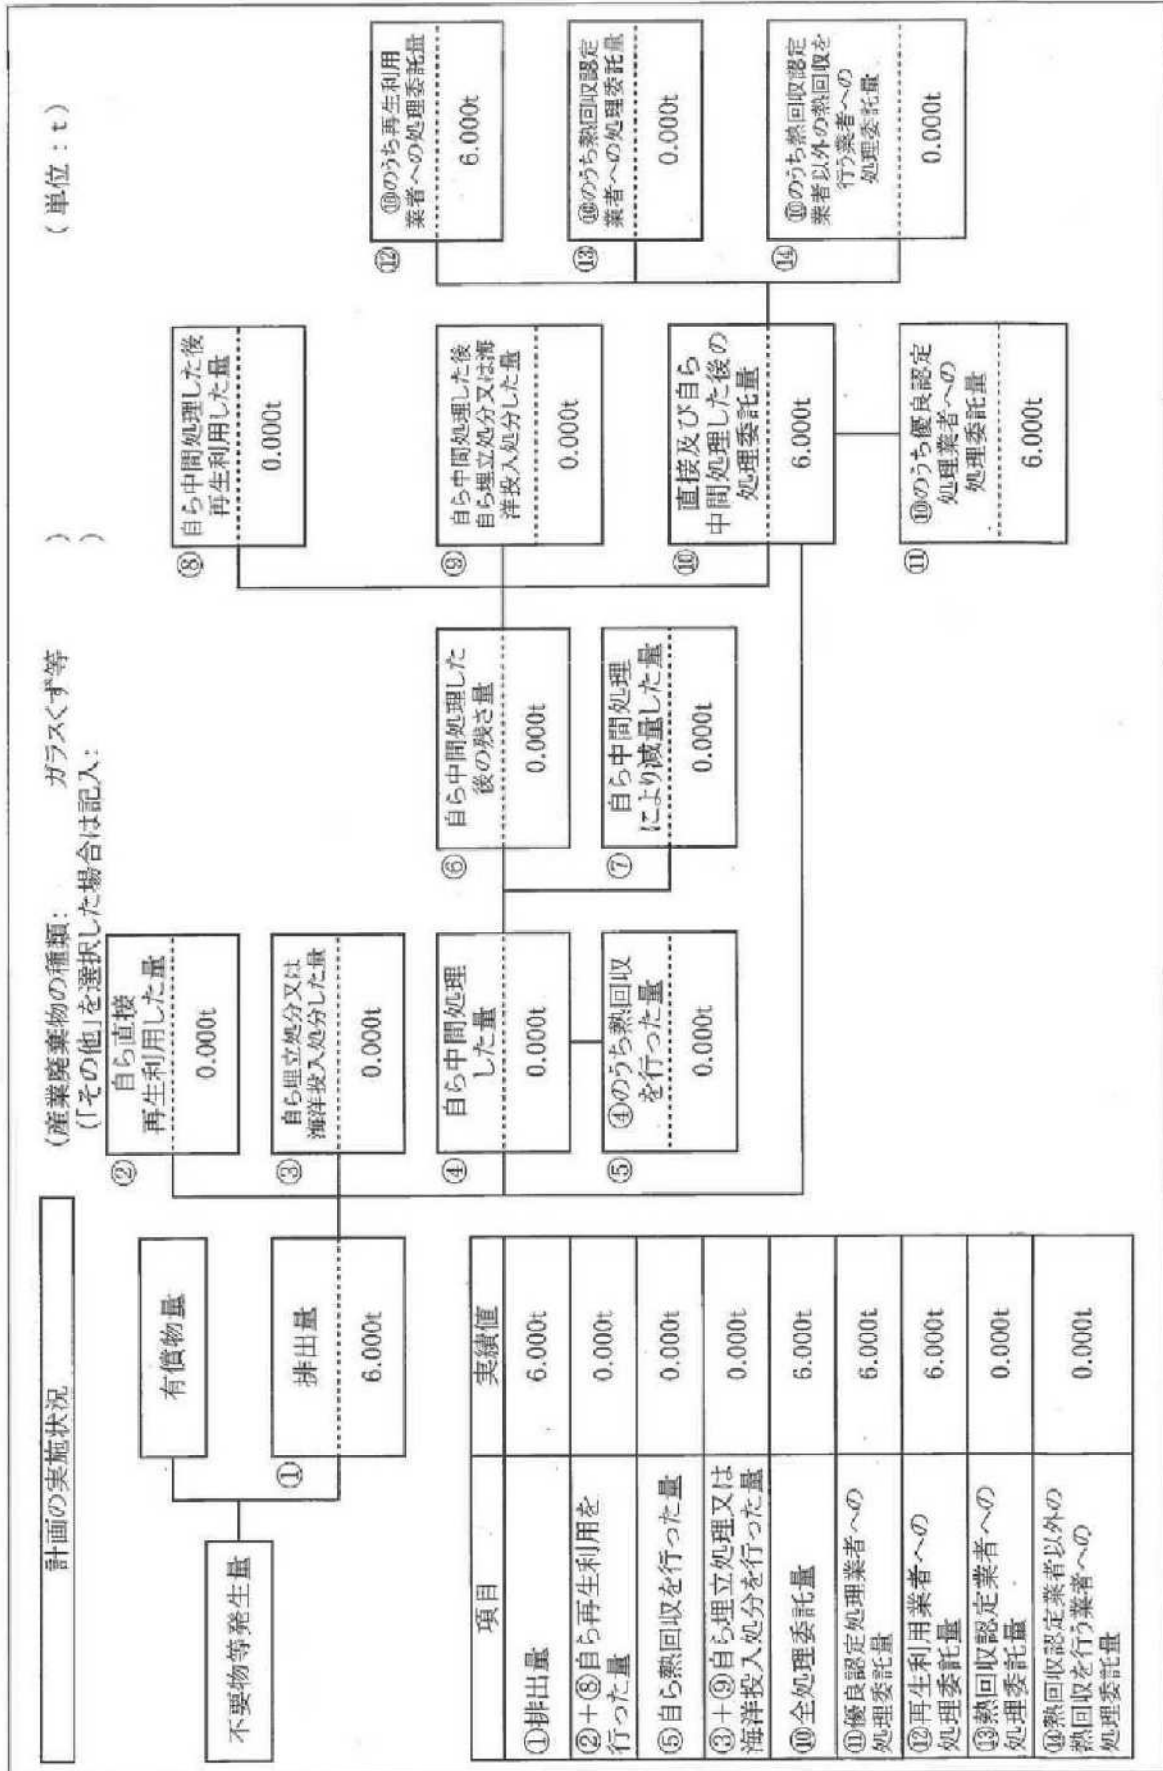 計画の実施状況
(産業廃棄物の種類: ガラスくず等 )
(「その他」を選択した場合は記入: )
(単位:t)
不要物等発生量
有償物量
①
排出量
6.000t
②
自ら直接
再生利用した量
0.000t
③
自ら埋立処分又は
海洋投入処分した量
0.000t
④
自ら中間処理
した量
0.000t
⑤
④のうち熱回収
を行った量
0.000t
⑥
自ら中間処理した
後の残さ量
0.000t
⑦
自ら中間処理
により減量した量
0.000t
⑧
自ら中間処理した後
再生利用した量
0.000t
⑨
自ら中間処理した後
自ら埋立処分又は海
洋投入処分した量
0.000t
⑩
直接及び自ら
中間処理した後の
処理委託量
6.000t
⑪
⑩のうち優良認定
処理業者への
処理委託量
6.000t
⑫
⑩のうち再生利用
業者への処理委託量
6.000t
⑬
⑩のうち熱回収認定
業者への処理委託量
0.000t
⑭
⑩のうち熱回収認定
業者以外の熱回収を
行う業者への
処理委託量
0.000t
項目 実績値
①排出量 6.000t
②+⑧自ら再生利用を
行った量 0.000t
⑤自ら熱回収を行った量 0.000t
③+⑨自ら埋立処理又は
海洋投入処分を行った量 0.000t
⑩全処理委託量 6.000t
⑪優良認定処理業者への
処理委託量 6.000t
⑫再生利用業者への
処理委託量 6.000t
⑬熱回収認定業者への
処理委託量 0.000t
⑭熱回収認定業者以外の
熱回収を行う業者への
処理委託量 0.000t